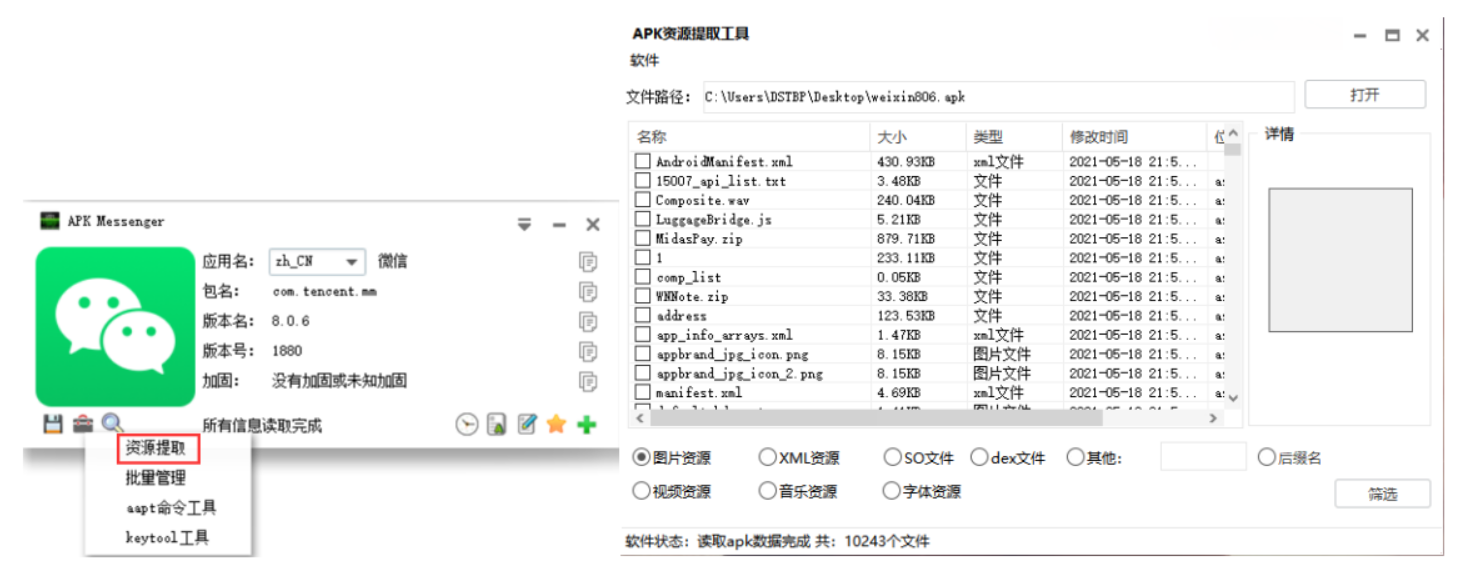 APK Messenger
应用名： zh_CN 微信
包名： com.tencent.mm
版本名： 8.0.6
版本号： 1880
加固： 没有加固或未知加固
所有信息读取完成
资源提取
批量管理
aapt命令工具
keytool工具
APK资源提取工具
软件
文件路径： C:\Users\DSTBP\Desktop\weixin806.apk 打开
名称 大小 类型 修改时间
详情
AndroidManifest.xml 430.93KB xml文件 2021-05-18 21:5...
15007_api_list.txt 3.48KB 文件 2021-05-18 21:5...
Composite.wav 240.04KB 文件 2021-05-18 21:5...
LuggageBridge.js 5.21KB 文件 2021-05-18 21:5...
MidasPay.zip 879.71KB 文件 2021-05-18 21:5...
1 233.11KB 文件 2021-05-18 21:5...
comp_list 0.05KB 文件 2021-05-18 21:5...
WNNote.zip 33.38KB 文件 2021-05-18 21:5...
address 123.53KB 文件 2021-05-18 21:5...
app_info_arrays.xml 1.47KB xml文件 2021-05-18 21:5...
appbrand_jpg_icon.png 8.15KB 图片文件 2021-05-18 21:5...
appbrand_jpg_icon_2.png 8.15KB 图片文件 2021-05-18 21:5...
manifest.xml 4.69KB xml文件 2021-05-18 21:5...
图片资源 XML资源 SO文件 dex文件 其他： 后缀名
视频资源 音乐资源 字体资源 筛选
软件状态：读取apk数据完成 共：10243个文件